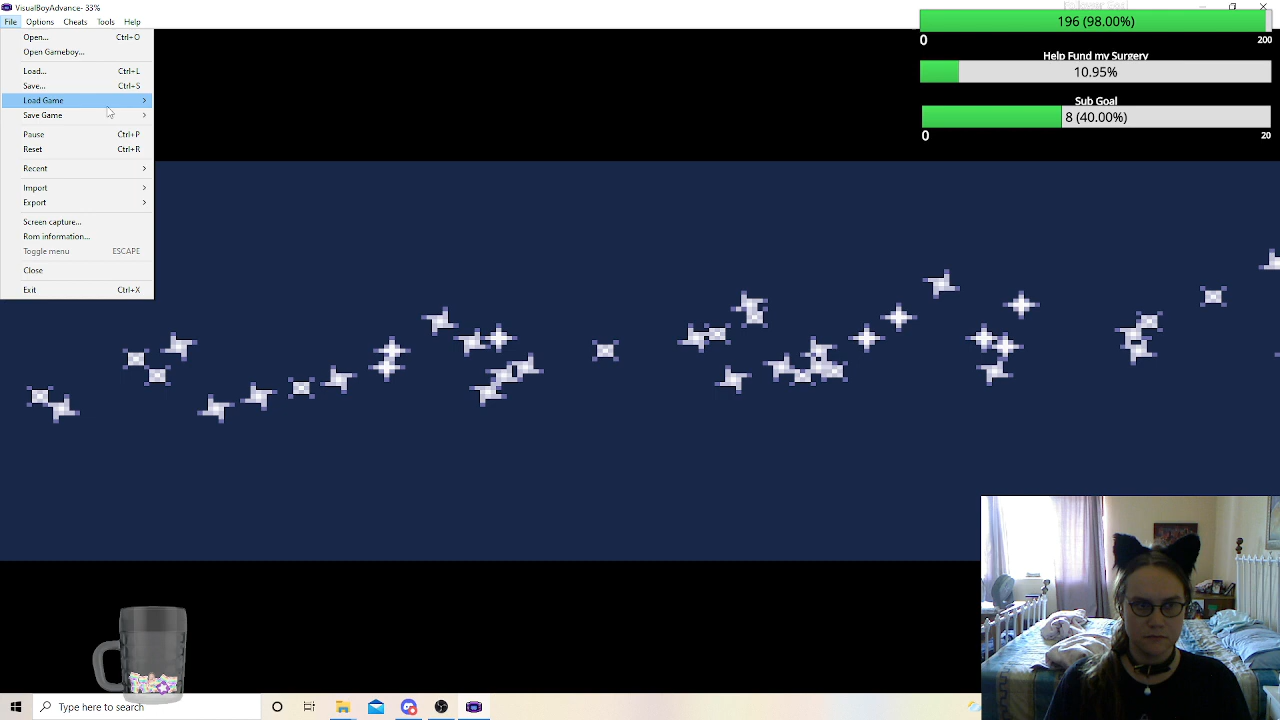 VisualBoyAdvance- 33%
File Options Cheats Tools Help
Open... Ctrl+O
Open Gameboy...
Load... Ctrl+L
Save... Ctrl+S
Load Game
Save Game
Pause Ctrl+P
Reset Ctrl+R
Recent
Import
Export
Screen capture...
Rom information...
Toggle menu ESCAPE
Close
Exit Ctrl+X
Follower Goal
196 (98.00%)
0 200
Help Fund my Surgery
10.95%
Sub Goal
8 (40.00%)
0 20
Type here to search